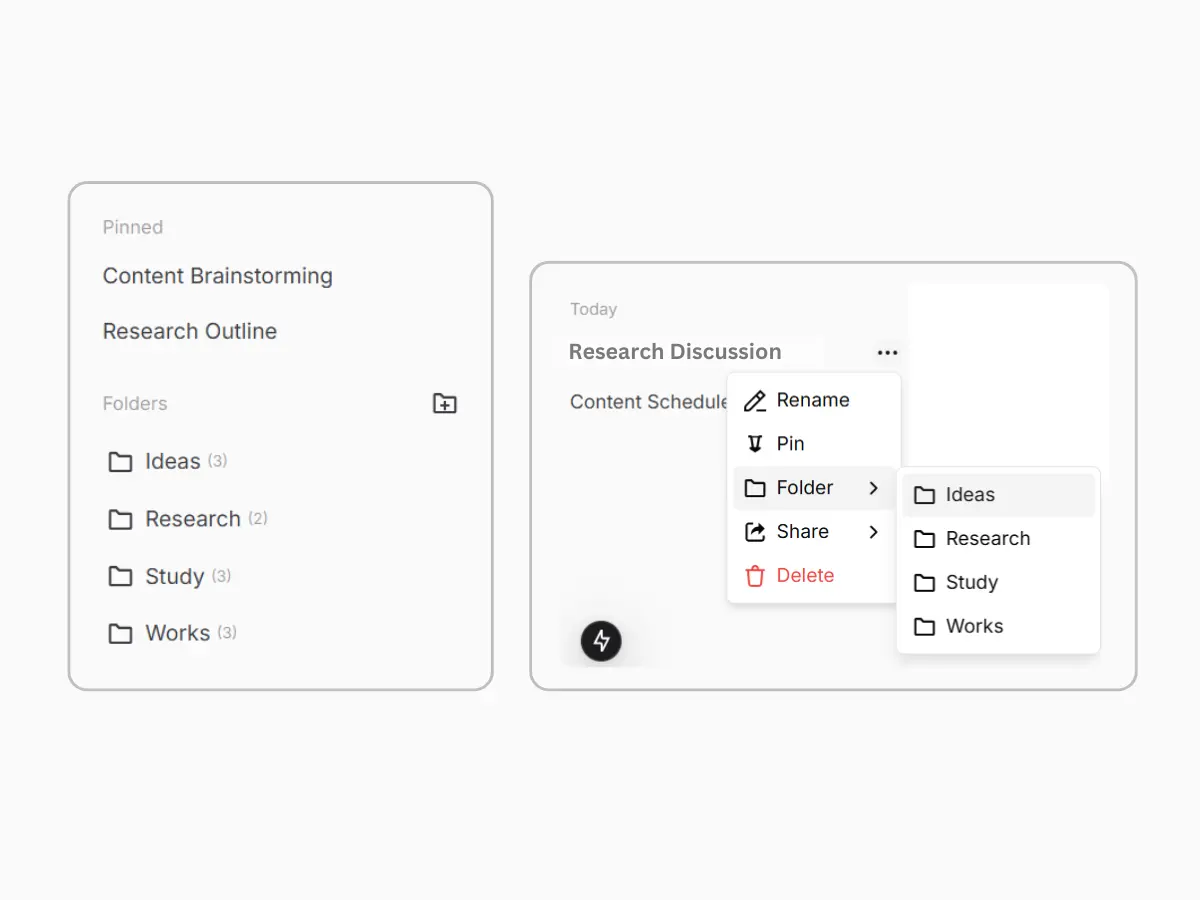 Pinned
Content Brainstorming
Research Outline
Folders
Ideas (3)
Research (2)
Study (3)
Works (3)
Today
Research Discussion
Content Schedule
Rename
Pin
Folder
Share
Delete
Ideas
Research
Study
Works